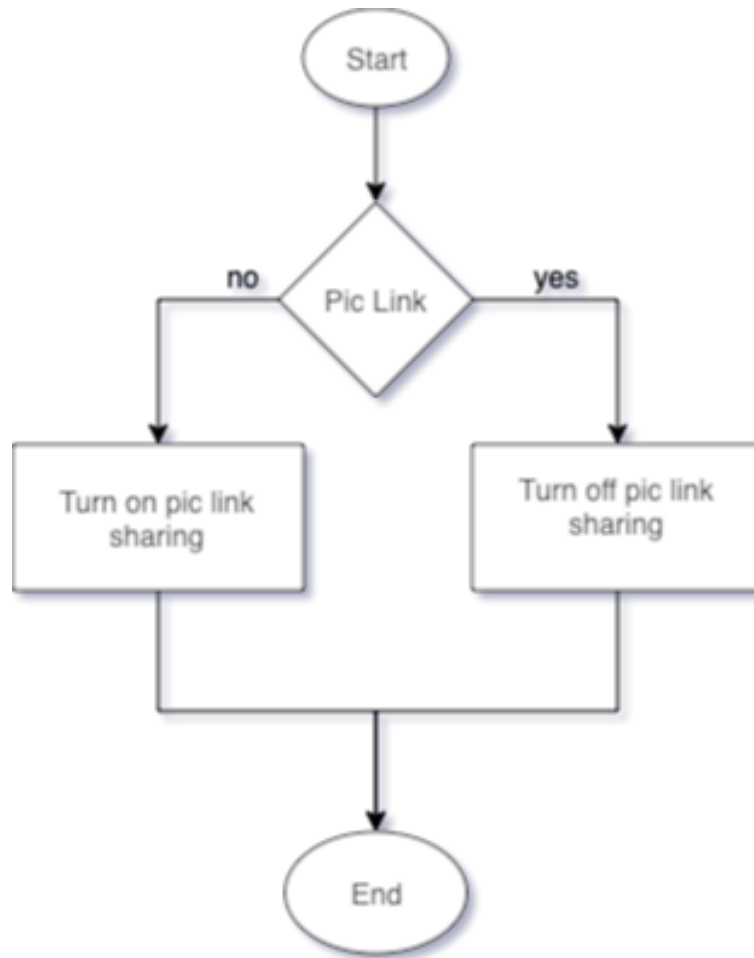 Start
no
yes
Pic Link
Turn on pic link
sharing
Turn off pic link
sharing
End